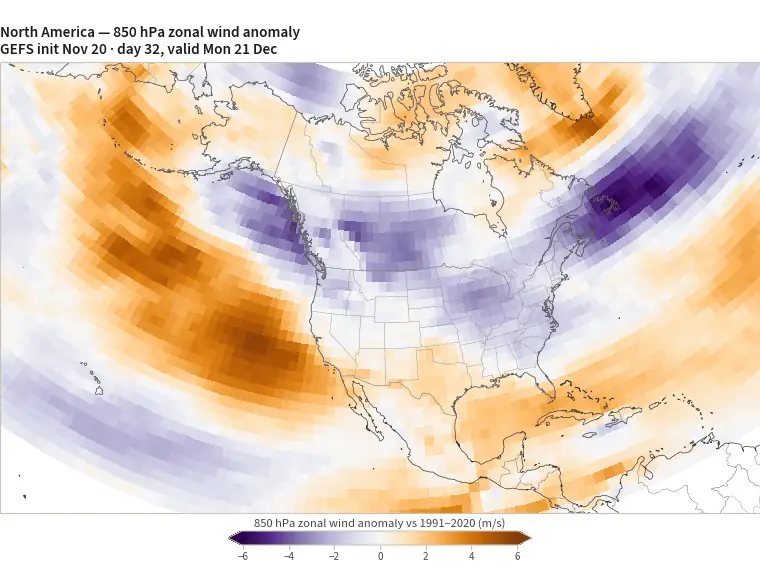 North America — 850 hPa zonal wind anomaly
GEFS init Nov 20 · day 32, valid Mon 21 Dec
850 hPa zonal wind anomaly vs 1991–2020 (m/s)
−6 −4 −2 0 2 4 6